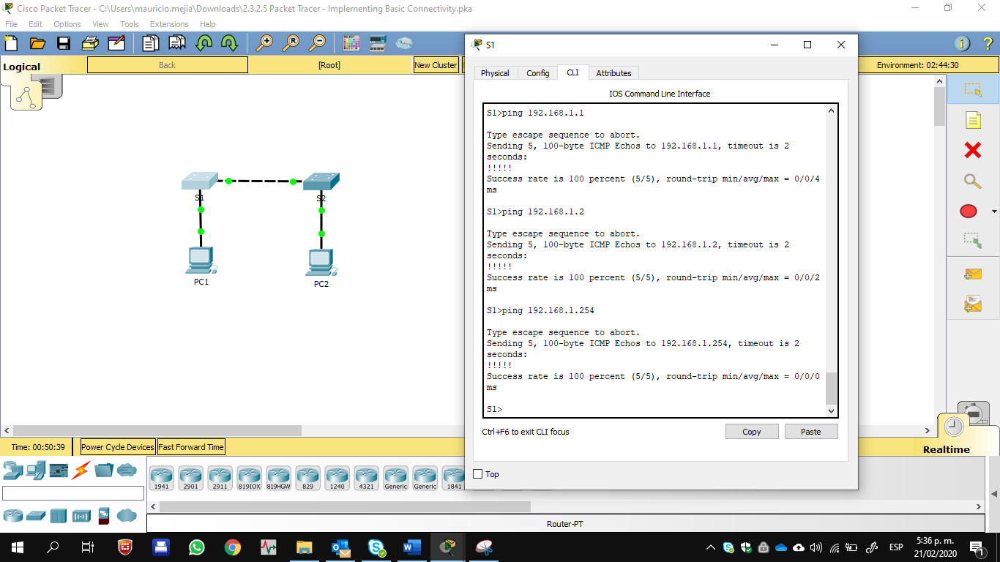 Cisco Packet Tracer - C:\Users\mauricio.mejia\Downloads\2.3.2.5 Packet Tracer - Implementing Basic Connectivity.pka
File Edit Options View Tools Extensions Help
Logical
Back
[Root]
New Cluster
Environment: 02:44:30
S1
S2
PC1
PC2
S1
Physical Config CLI Attributes
IOS Command Line Interface
S1>ping 192.168.1.1
Type escape sequence to abort.
Sending 5, 100-byte ICMP Echos to 192.168.1.1, timeout is 2
seconds:
!!!!!
Success rate is 100 percent (5/5), round-trip min/avg/max = 0/0/4
ms
S1>ping 192.168.1.2
Type escape sequence to abort.
Sending 5, 100-byte ICMP Echos to 192.168.1.2, timeout is 2
seconds:
!!!!!
Success rate is 100 percent (5/5), round-trip min/avg/max = 0/0/2
ms
S1>ping 192.168.1.254
Type escape sequence to abort.
Sending 5, 100-byte ICMP Echos to 192.168.1.254, timeout is 2
seconds:
!!!!!
Success rate is 100 percent (5/5), round-trip min/avg/max = 0/0/0
ms
S1>
Ctrl+F6 to exit CLI focus
Copy
Paste
Top
Time: 00:50:39
Power Cycle Devices
Fast Forward Time
Realtime
1941 2901 2911 819IOX 819HGW 829 1240 4321 Generic Generic 1841
Router-PT
ESP
5:36 p. m.
21/02/2020
1